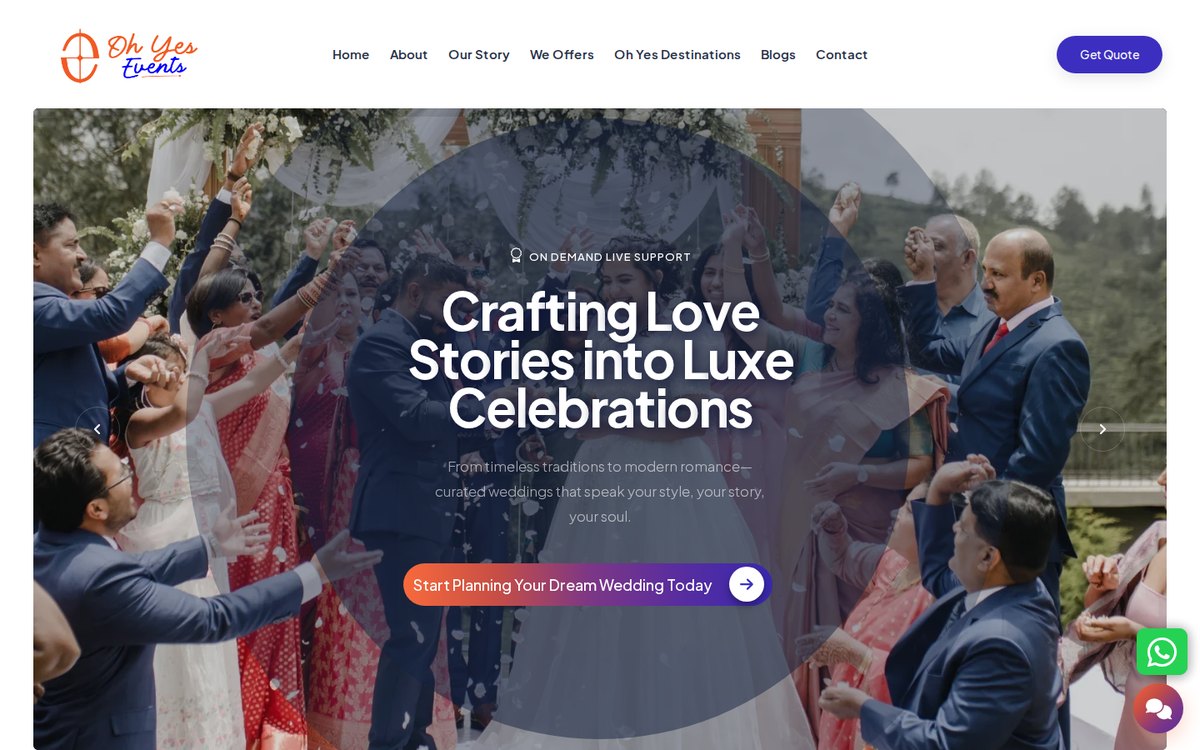 Oh Yes
Events
Home About Our Story We Offers Oh Yes Destinations Blogs Contact
Get Quote
ON DEMAND LIVE SUPPORT
Crafting Love
Stories into Luxe
Celebrations
From timeless traditions to modern romance—
curated weddings that speak your style, your story,
your soul.
Start Planning Your Dream Wedding Today